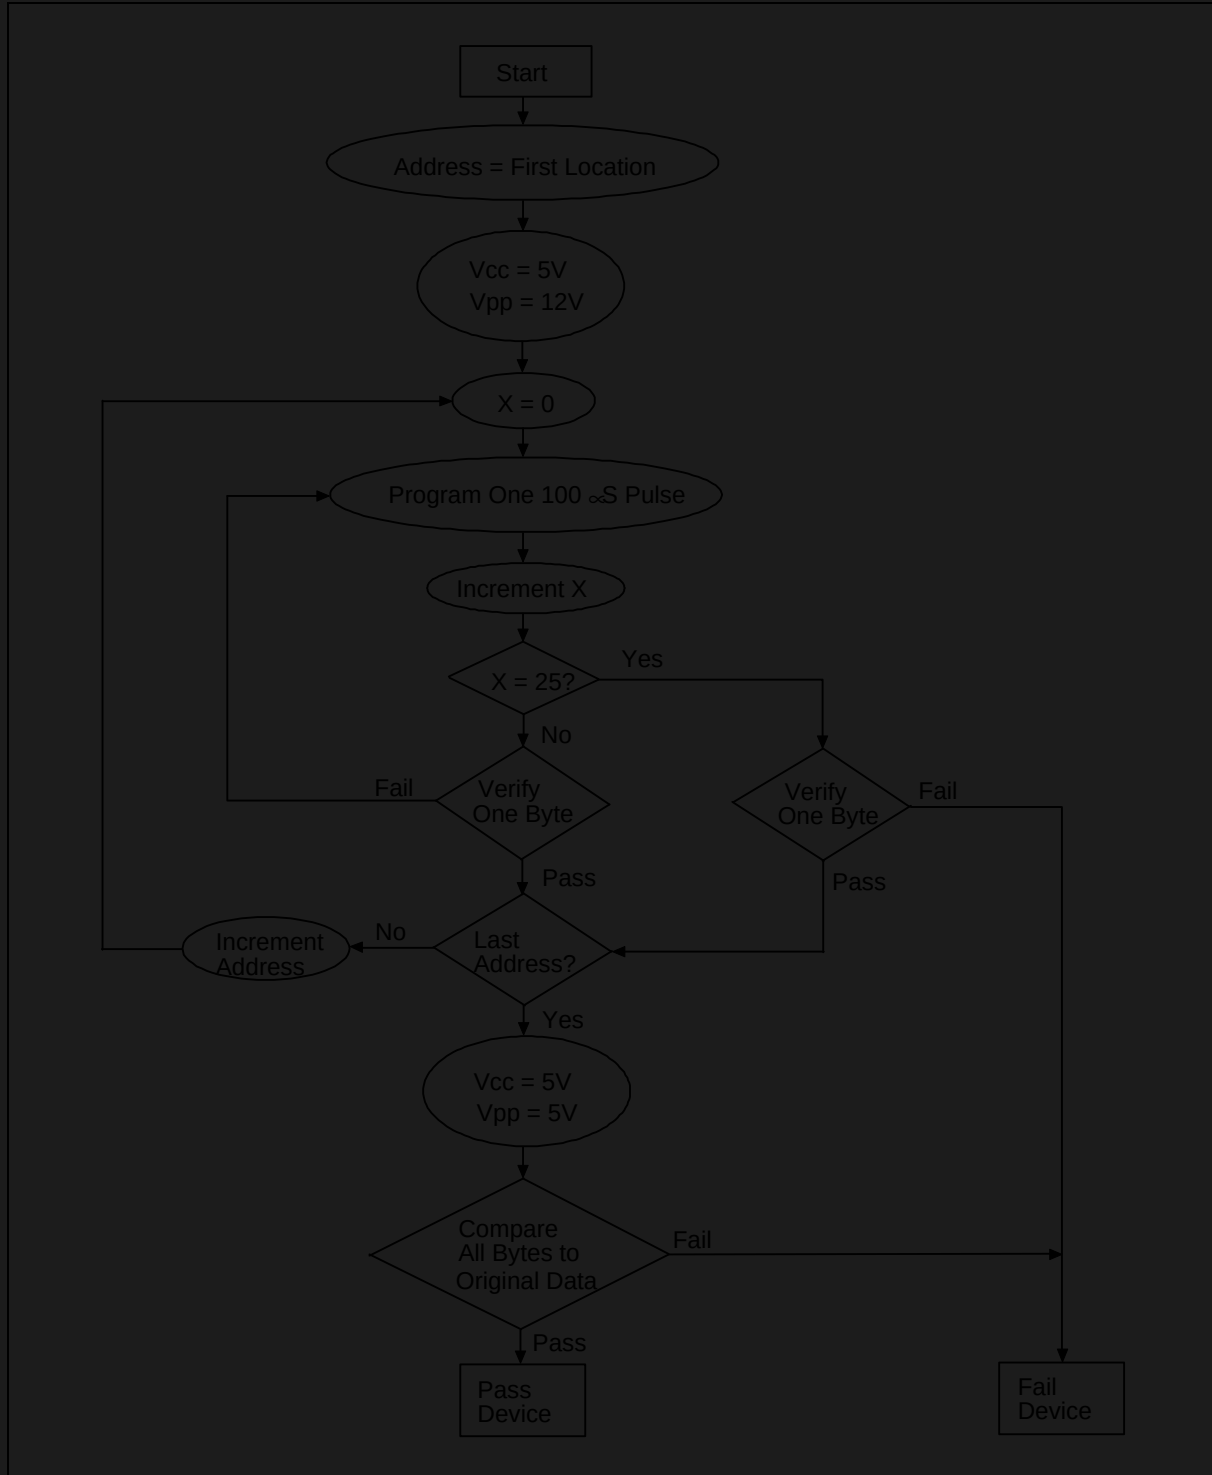 Start
Address = First Location
Vcc = 5V
Vpp = 12V
X = 0
Program One 100 ∝S Pulse
Increment X
X = 25?
Yes
No
Fail
Verify
One Byte
Verify
One Byte
Fail
Pass
Pass
No
Increment
Address
Last
Address?
Yes
Vcc = 5V
Vpp = 5V
Compare
All Bytes to
Original Data
Fail
Pass
Pass
Device
Fail
Device